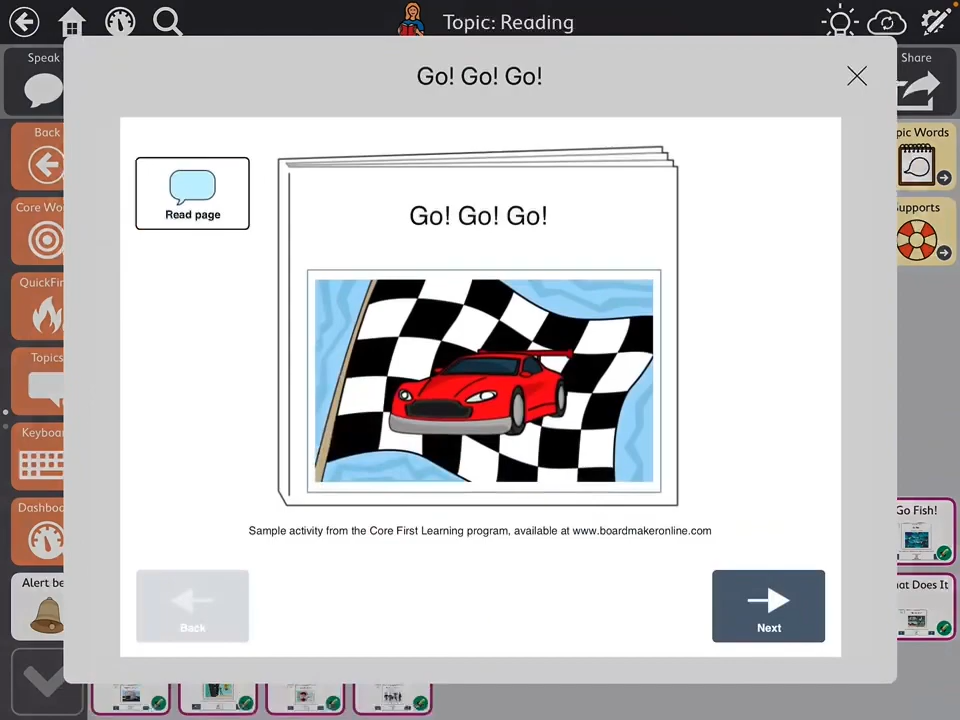 Topic: Reading
Speak
Share
Go! Go! Go!
Back
Core Wo
QuickFi
Topics
Keyboa
Dashbo
Alert be
pic Words
upports
Read page
Go! Go! Go!
Sample activity from the Core First Learning program, available at www.boardmakeronline.com
Back
Next
Go Fish!
at Does It